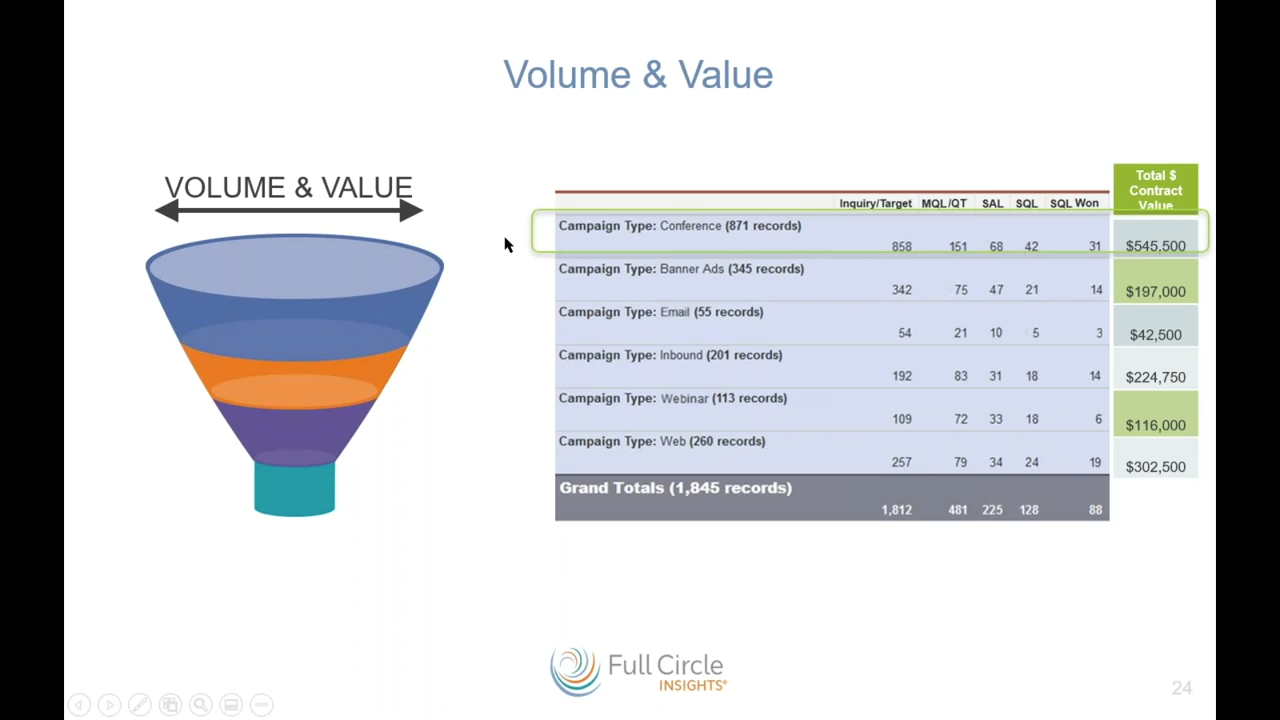 Volume & Value
VOLUME & VALUE
Total $
Contract
Value
Inquiry/Target MQL/QT SAL SQL SQL Won
Campaign Type: Conference (871 records)
858 151 68 42 31 $545,500
Campaign Type: Banner Ads (345 records)
342 75 47 21 14 $197,000
Campaign Type: Email (55 records)
54 21 10 5 3 $42,500
Campaign Type: Inbound (201 records)
192 83 31 18 14 $224,750
Campaign Type: Webinar (113 records)
109 72 33 18 6 $116,000
Campaign Type: Web (260 records)
257 79 34 24 19 $302,500
Grand Totals (1,845 records)
1,812 481 225 128 88
Full Circle
INSIGHTS®
24